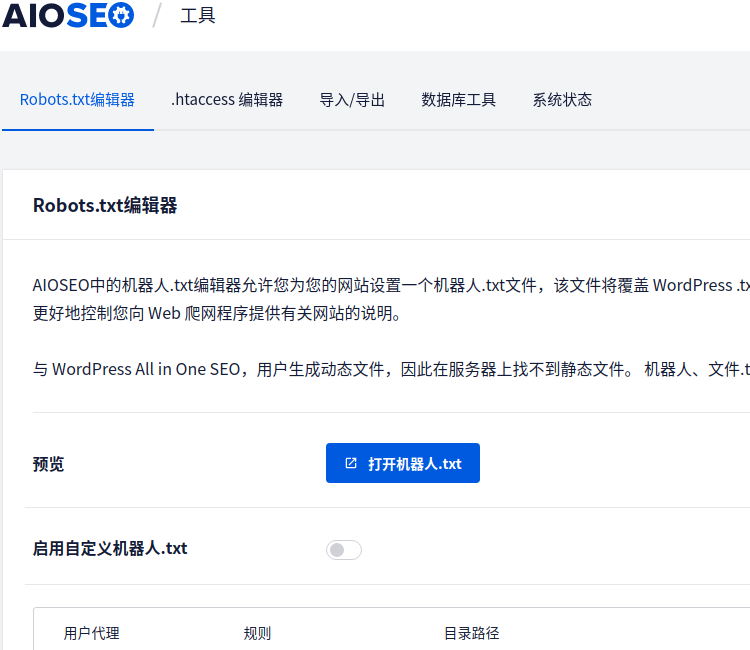 AIOSEO / 工具
Robots.txt编辑器 .htaccess 编辑器 导入/导出 数据库工具 系统状态
Robots.txt编辑器
AIOSEO中的机器人.txt编辑器允许您为您的网站设置一个机器人.txt文件，该文件将覆盖 WordPress .tx
更好地控制您向 Web 爬网程序提供有关网站的说明。
与 WordPress All in One SEO，用户生成动态文件，因此在服务器上找不到静态文件。 机器人、文件.t
预览 打开机器人.txt
启用自定义机器人.txt
用户代理 规则 目录路径